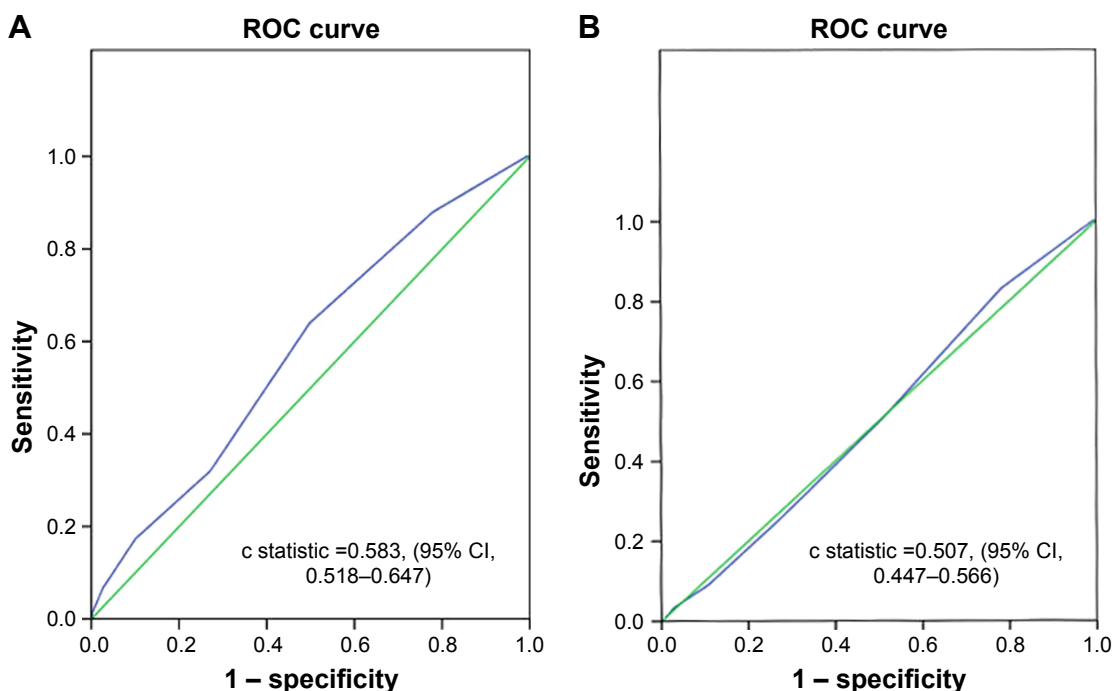 A
ROC curve
Sensitivity
1.0
0.8
0.6
0.4
0.2
0.0
c statistic =0.583, (95% CI,
0.518–0.647)
0.0 0.2 0.4 0.6 0.8 1.0
1 – specificity
B
ROC curve
Sensitivity
1.0
0.8
0.6
0.4
0.2
0.0
c statistic =0.507, (95% CI,
0.447–0.566)
0.0 0.2 0.4 0.6 0.8 1.0
1 – specificity